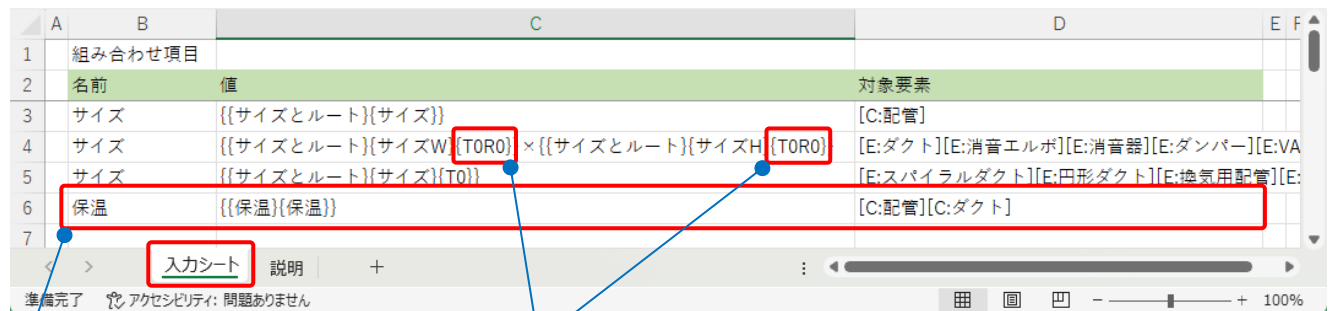 A B C D E F
1 組み合わせ項目
2 名前 値 対象要素
3 サイズ {{サイズとルート}{サイズ}} [C:配管]
4 サイズ {{サイズとルート}{サイズW}{T0R0}}×{{サイズとルート}{サイズH}{T0R0}} [E:ダクト][E:消音エルボ][E:消音器][E:ダンパー][E:VA
5 サイズ {{サイズとルート}{サイズ}{T0}} [E:スパイラルダクト][E:円形ダクト][E:換気用配管][E:
6 保温 {{保温}{保温}} [C:配管][C:ダクト]
7
入力シート 説明 +
準備完了 アクセシビリティ: 問題ありません - + 100%